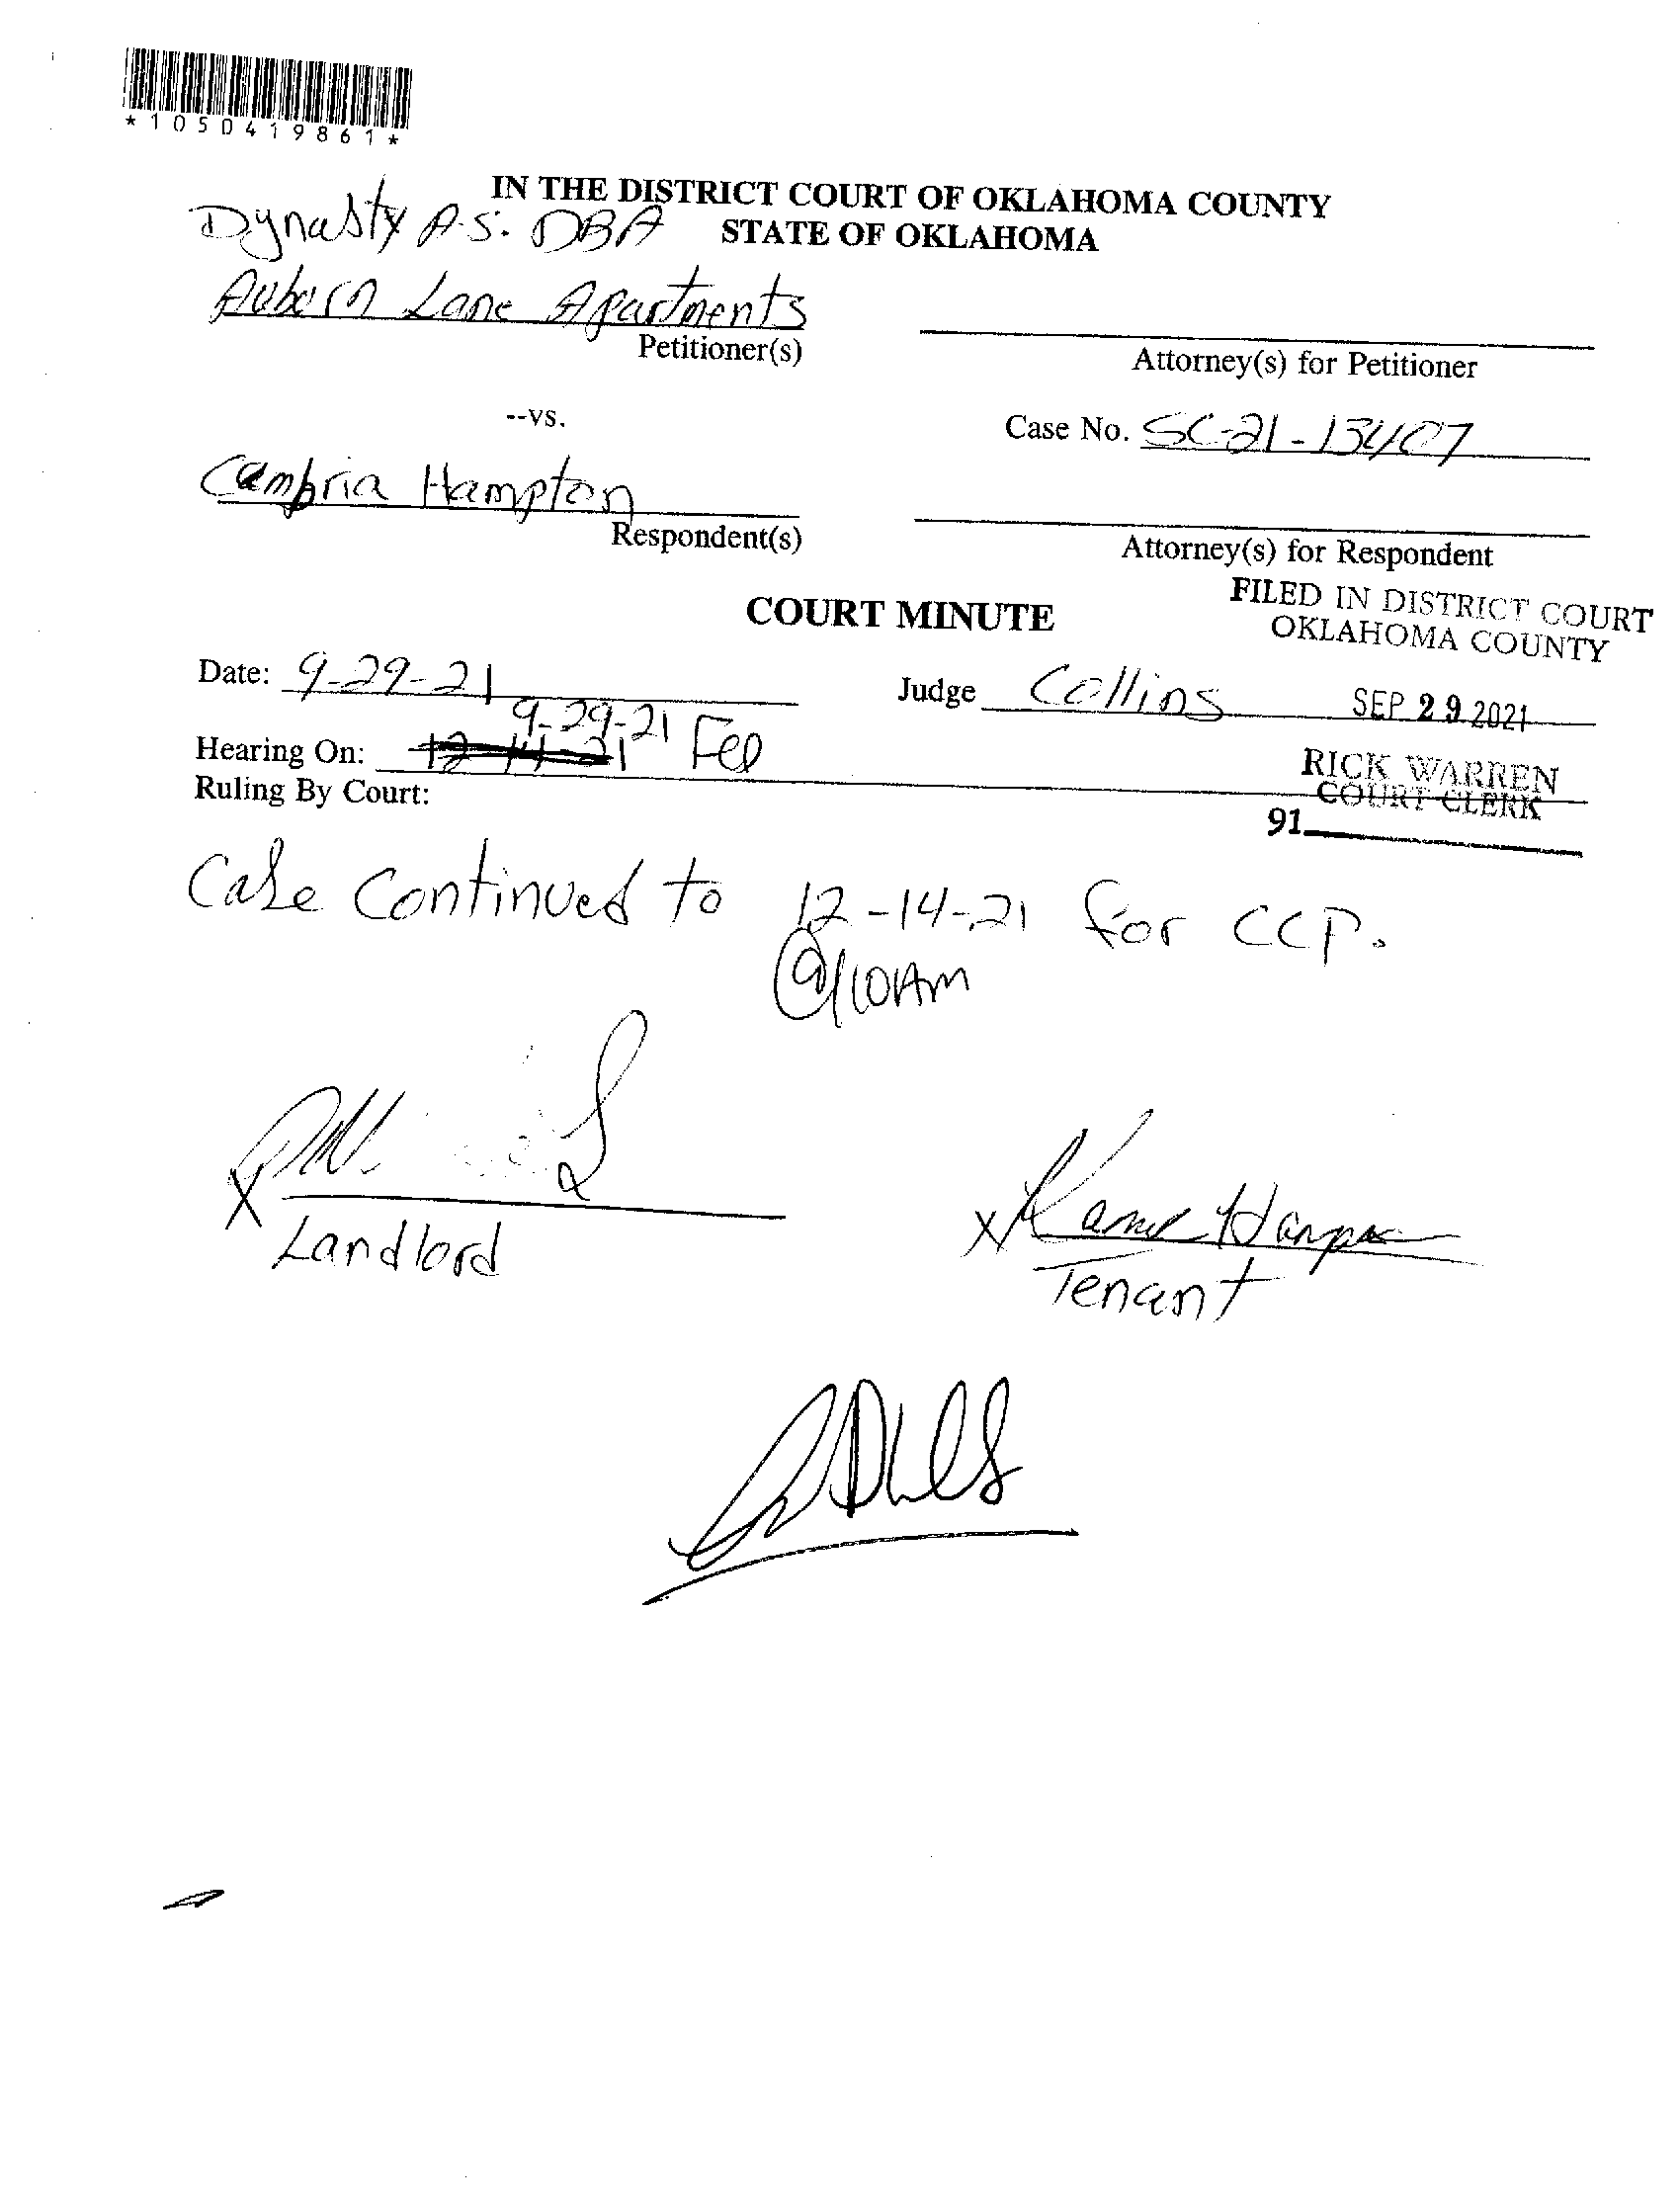 *1050419861*
IN THE DISTRICT COURT OF OKLAHOMA COUNTY
STATE OF OKLAHOMA
Dynasty A.S. DBA
Auborn Lane Apartments
Petitioner(s)
Attorney(s) for Petitioner
--vs.
Case No. SC-21-13407
Cambria Hampton
Respondent(s)
Attorney(s) for Respondent
FILED IN DISTRICT COURT
OKLAHOMA COUNTY
COURT MINUTE
Date: 9-29-21
Judge Collins
SEP 29 2021
9-29-21
Hearing On: 12-14-21 Fed
RICK WARREN
COURT CLERK
Ruling By Court:
91
Case Continued to 12-14-21 for CCP.
@10AM
X
Landlord
X Hampton
Tenant